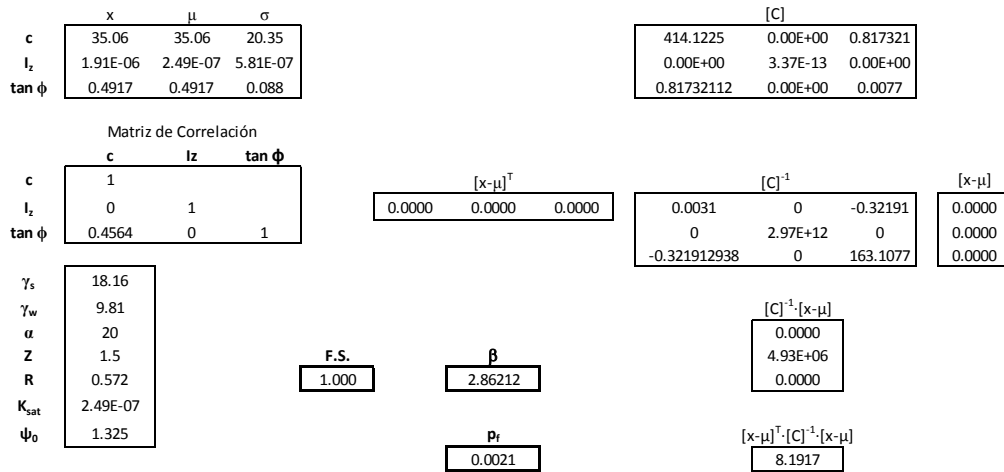 x μ σ
c 35.06 35.06 20.35
Iz 1.91E-06 2.49E-07 5.81E-07
tan ϕ 0.4917 0.4917 0.088
[C]
414.1225 0.00E+00 0.817321
0.00E+00 3.37E-13 0.00E+00
0.81732112 0.00E+00 0.0077
Matriz de Correlación
c Iz tan ϕ
c 1
Iz 0 1
tan ϕ 0.4564 0 1
[x-μ]T
0.0000 0.0000 0.0000
[C]-1
0.0031 0 -0.32191
0 2.97E+12 0
-0.321912938 0 163.1077
[x-μ]
0.0000
0.0000
0.0000
γs 18.16
γw 9.81
α 20
Z 1.5
R 0.572
Ksat 2.49E-07
ψ0 1.325
F.S.
1.000
β
2.86212
[C]-1·[x-μ]
0.0000
4.93E+06
0.0000
pf
0.0021
[x-μ]T·[C]-1·[x-μ]
8.1917